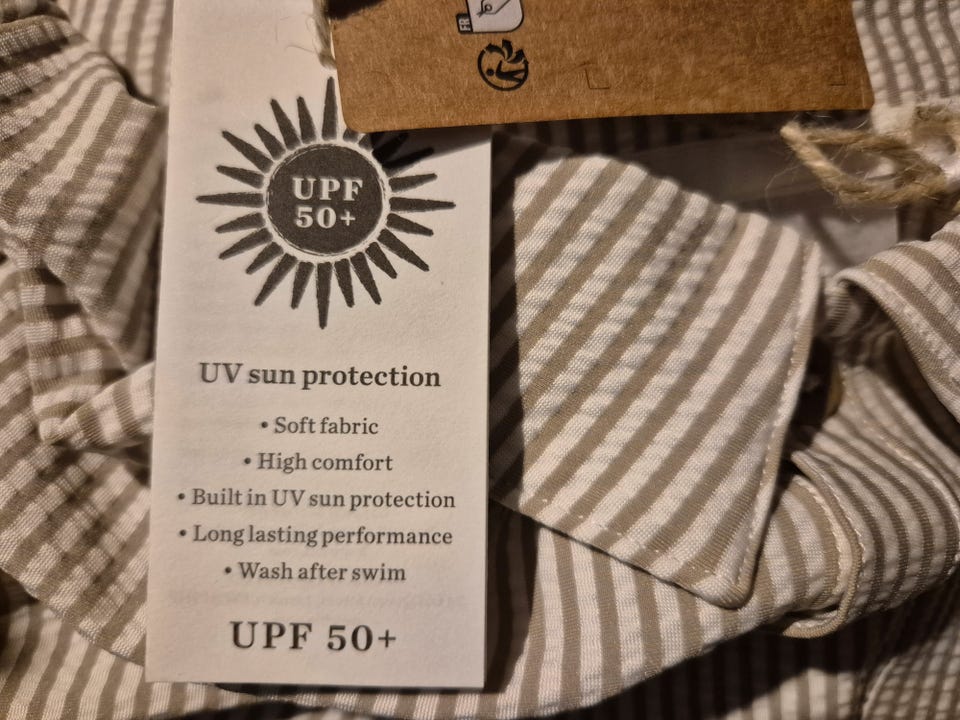 FR
UPF
50+
UV sun protection
• Soft fabric
• High comfort
• Built in UV sun protection
• Long lasting performance
• Wash after swim
UPF 50+